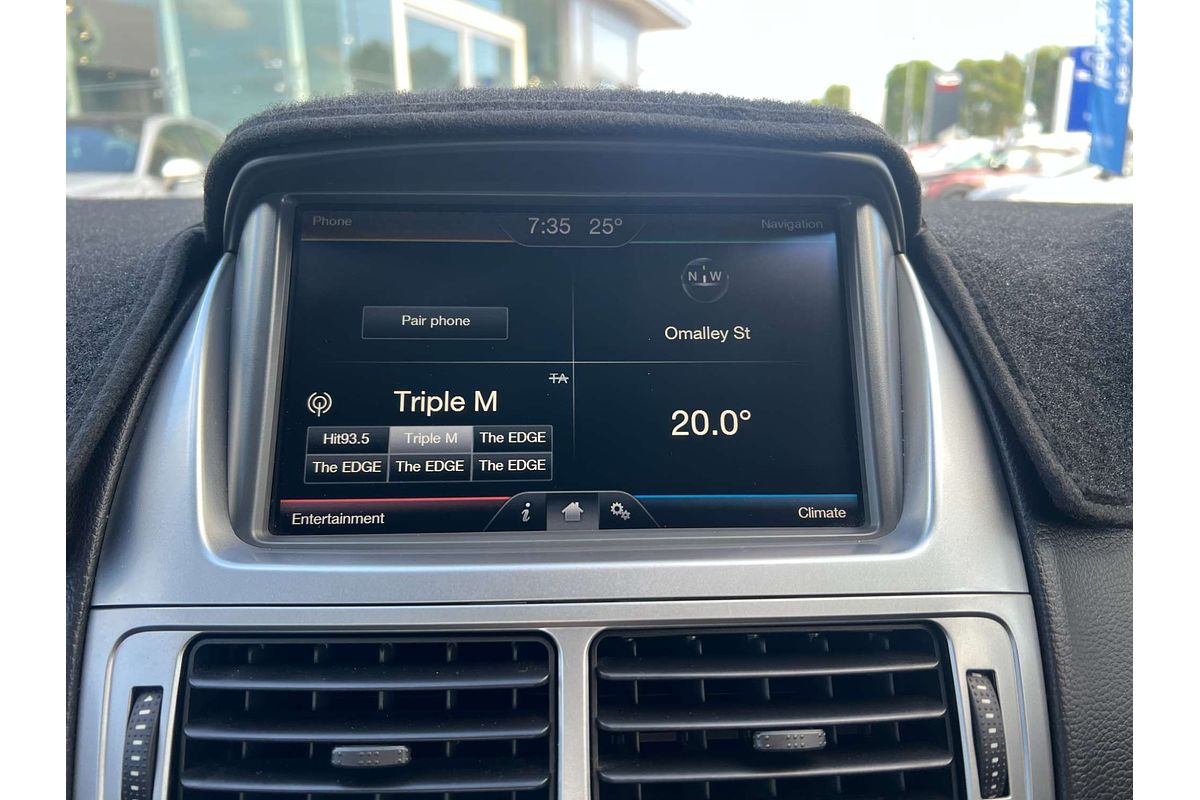 Phone
7:35 25°
Navigation
N W
Pair phone
Omalley St
TA
Triple M
20.0°
Hit93.5 Triple M The EDGE
The EDGE The EDGE The EDGE
Entertainment
i
Climate